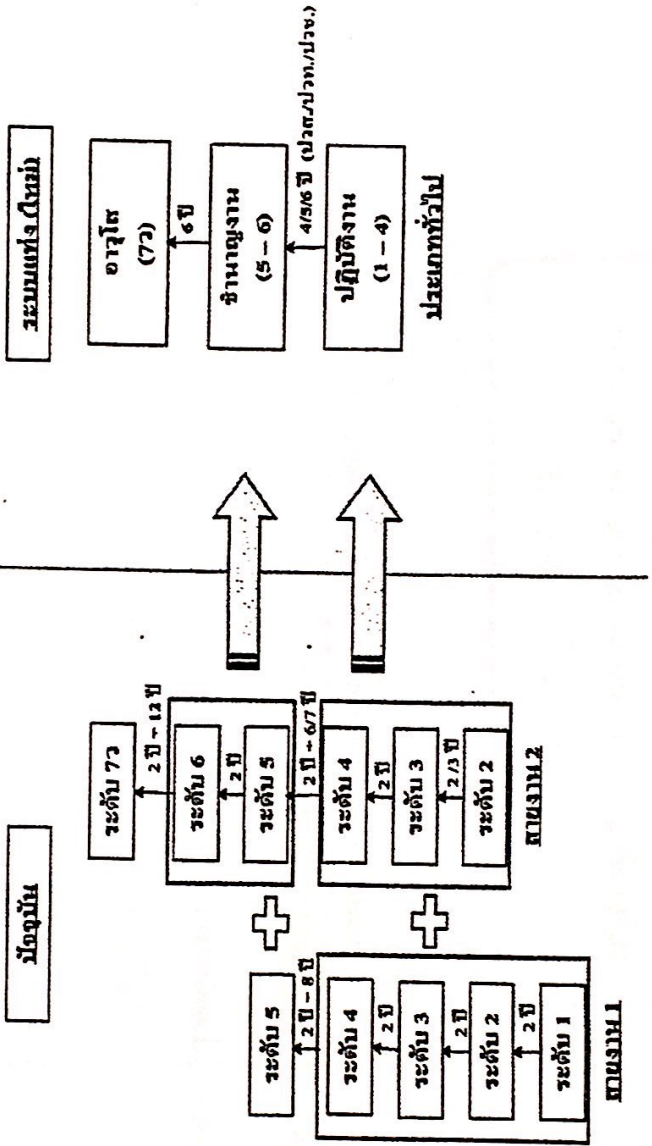 ปัจจุบัน
ระบบแท่ง (ใหม่)
ระดับ 5
2 ปี - 8 ปี
ระดับ 4
2 ปี
ระดับ 3
2 ปี
ระดับ 2
2 ปี
ระดับ 1
สายงาน 1
ระดับ 7ว
2 ปี - 12 ปี
ระดับ 6
2 ปี
ระดับ 5
2 ปี - 6/7 ปี
ระดับ 4
2 ปี
ระดับ 3
2 /3 ปี
ระดับ 2
สายงาน 2
อาวุโส
(7ว)
6 ปี
ชำนาญงาน
(5 – 6)
4/5/6 ปี (ปวส./ปวท./ปวช.)
ปฏิบัติงาน
(1 – 4)
ประเภททั่วไป